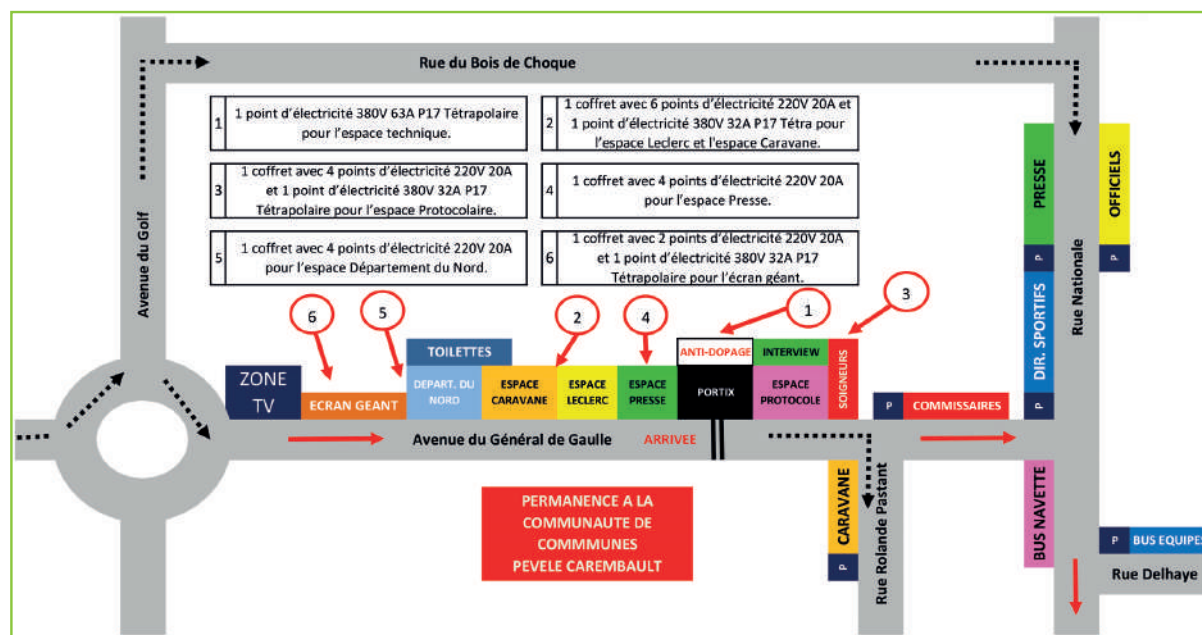 Rue du Bois de Choque
1
1 point d'électricité 380V 63A P17 Tétrapolaire
pour l'espace technique.
2
1 coffret avec 6 points d'électricité 220V 20A et
1 point d'électricité 380V 32A P17 Tétra pour
l'espace Leclerc et l'espace Caravane.
3
1 coffret avec 4 points d'électricité 220V 20A
et 1 point d'électricité 380V 32A P17
Tétrapolaire pour l'espace Protocolaire.
4
1 coffret avec 4 points d'électricité 220V 20A
pour l'espace Presse.
5
1 coffret avec 4 points d'électricité 220V 20A
pour l'espace Département du Nord.
6
1 coffret avec 2 points d'électricité 220V 20A
et 1 point d'électricité 380V 32A P17
Tétrapolaire pour l'écran géant.
Avenue du Golf
PRESSE
OFFICIELS
P
P
Rue Nationale
DIR. SPORTIFS
P
6
5
2
4
1
3
TOILETTES
ANTI-DOPAGE
INTERVIEW
ZONE
TV
ECRAN GEANT
DEPART. DU
NORD
ESPACE
CARAVANE
ESPACE
LECLERC
ESPACE
PRESSE
PORTIX
ESPACE
PROTOCOLE
SOIGNEURS
P
COMMISSAIRES
Avenue du Général de Gaulle
ARRIVEE
PERMANENCE A LA
COMMUNAUTE DE
COMMMUNES
PEVELE CAREMBAULT
CARAVANE
P
Rue Rolande Pastant
BUS NAVETTE
P
BUS EQUIPES
Rue Delhaye